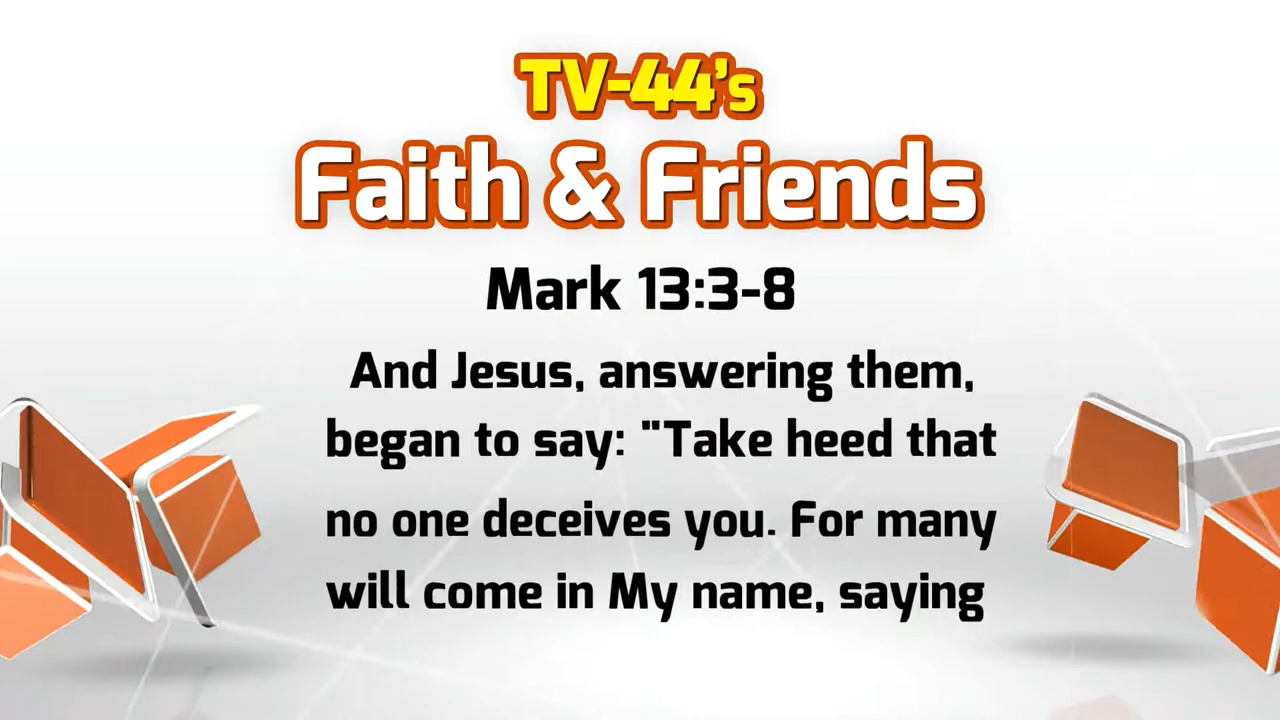 TV-44's
Faith & Friends
Mark 13:3-8
And Jesus, answering them,
began to say: "Take heed that
no one deceives you. For many
will come in My name, saying